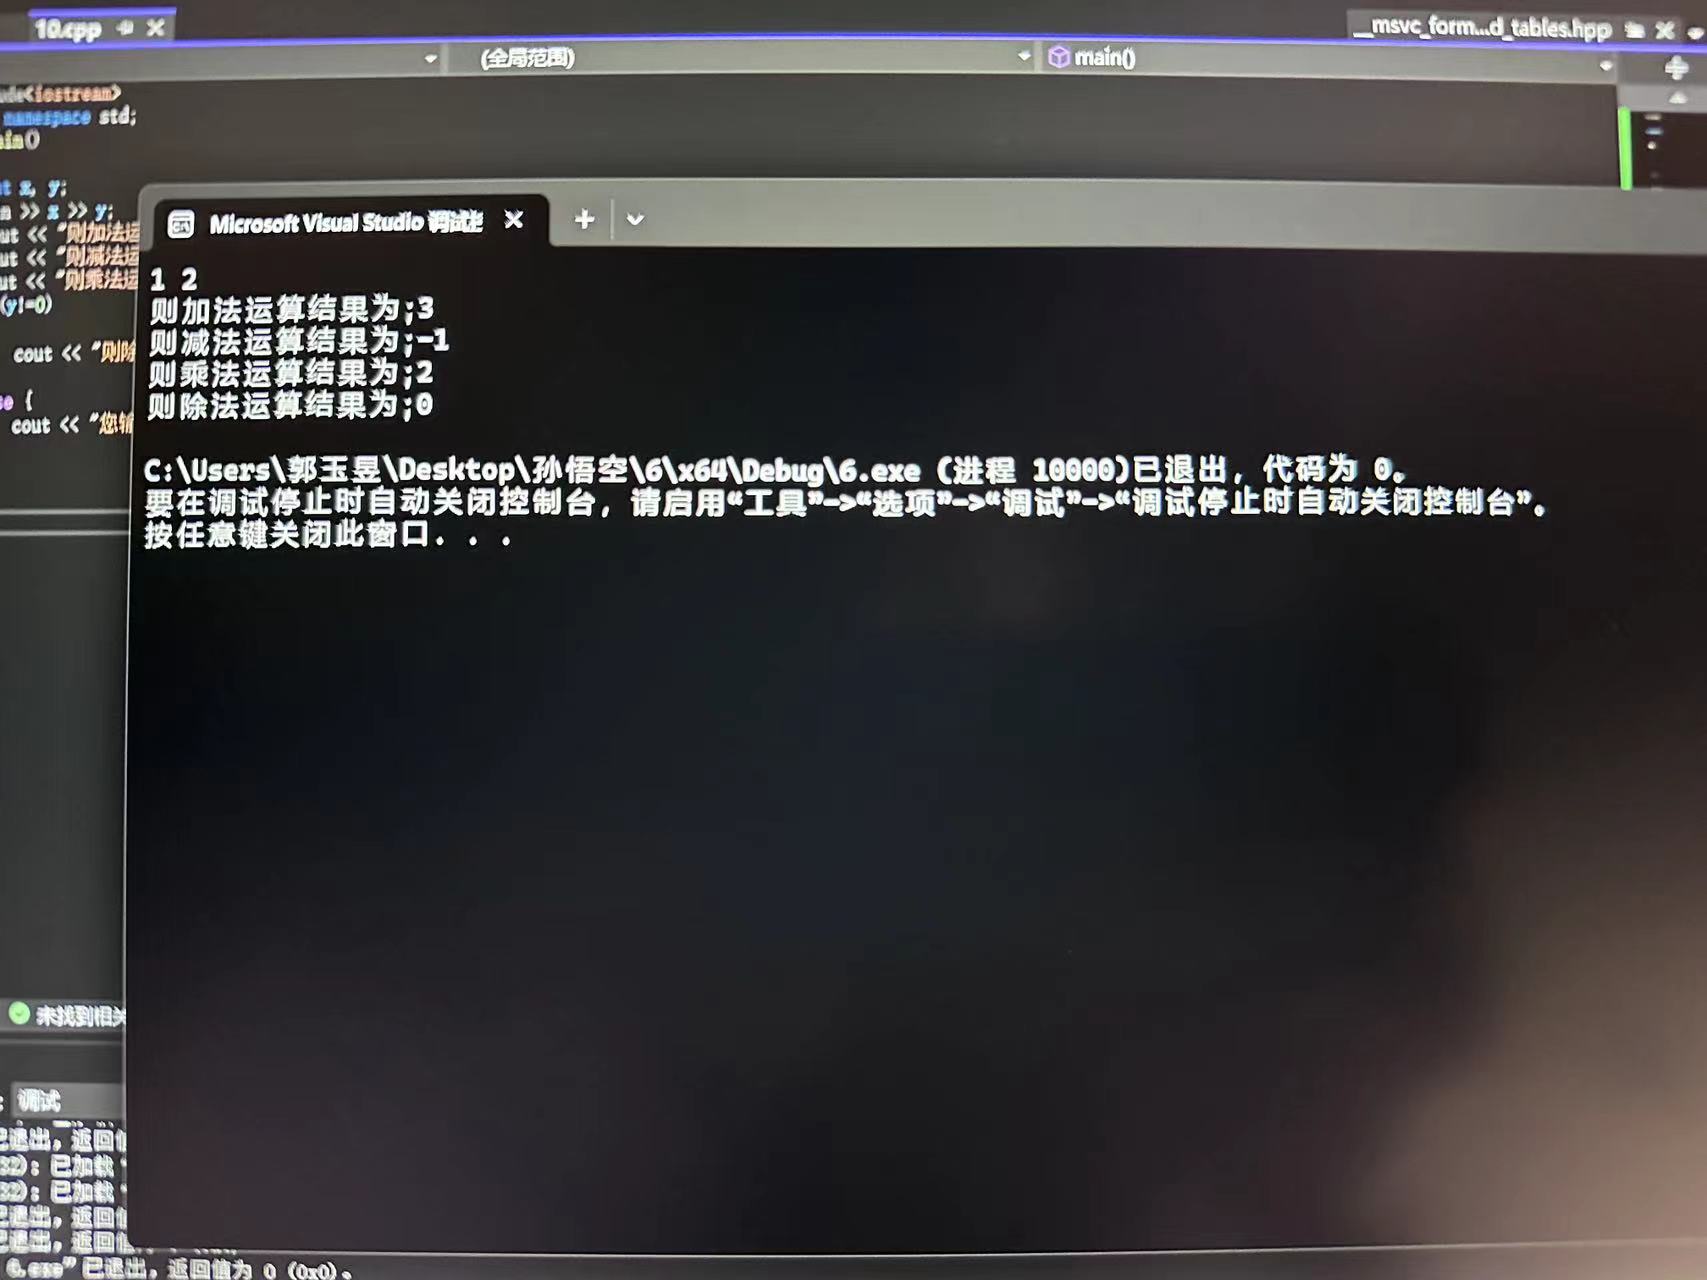 10.cpp
__msvc_form...d_tables.hpp
(全局范围)
main()
ude<iostream>
namespace std;
ain()
t x, y;
n >> x >> y;
ut << "则加法运
ut << "则减法运
ut << "则乘法运
(y!=0)
cout << "则除
se {
cout << "您输
Microsoft Visual Studio 调试
1 2
则加法运算结果为;3
则减法运算结果为;-1
则乘法运算结果为;2
则除法运算结果为;0
C:\Users\郭玉昱\Desktop\孙悟空\6\x64\Debug\6.exe (进程 10000)已退出，代码为 0。
要在调试停止时自动关闭控制台，请启用“工具”->“选项”->“调试”->“调试停止时自动关闭控制台”。
按任意键关闭此窗口. . .
未找到相关
: 调试
已退出，返回值
32): 已加载“
32): 已加载“
已退出，返回值
已退出，返回值
6.exe”已退出，返回值为 0 (0x0)。